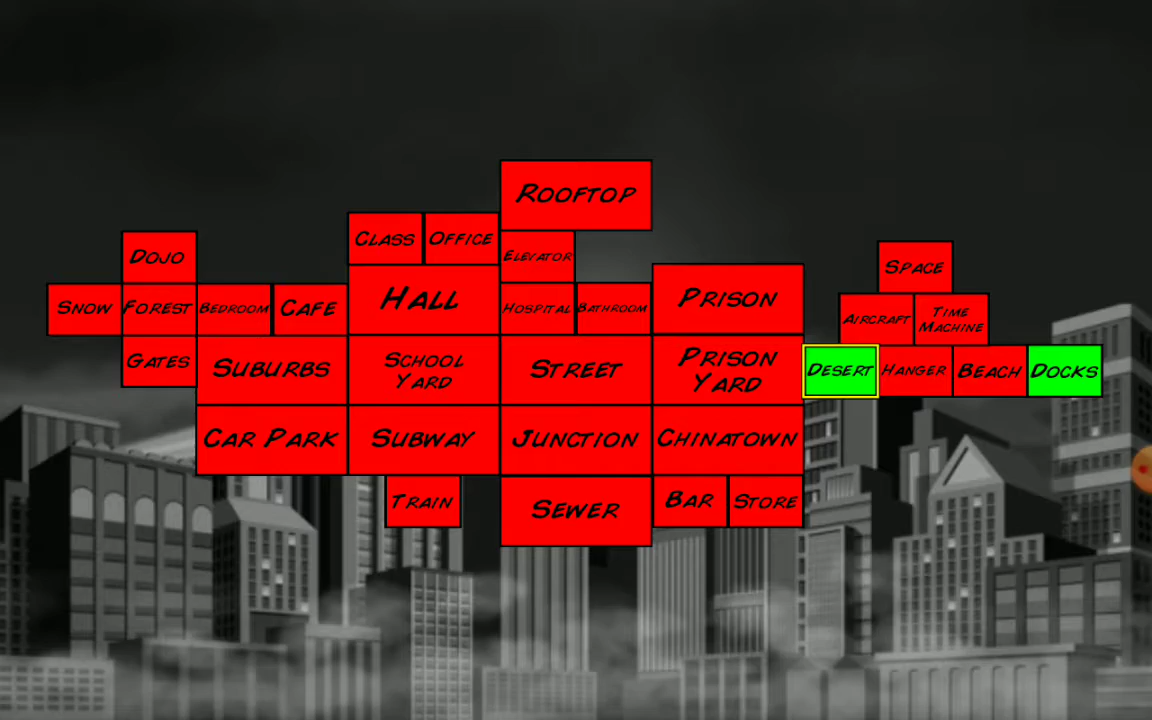 ROOFTOP
CLASS
OFFICE
ELEVATOR
DOJO
SPACE
SNOW
FOREST
BEDROOM
CAFE
HALL
HOSPITAL
BATHROOM
PRISON
AIRCRAFT
TIME
MACHINE
GATES
SUBURBS
SCHOOL
YARD
STREET
PRISON
YARD
DESERT
HANGER
BEACH
DOCKS
CAR PARK
SUBWAY
JUNCTION
CHINATOWN
TRAIN
SEWER
BAR
STORE